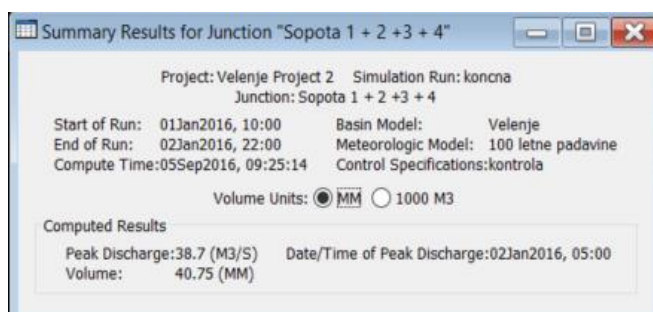 Summary Results for Junction "Sopota 1 + 2 +3 + 4"
Project: Velenje Project 2 Simulation Run: koncna
Junction: Sopota 1 + 2 +3 + 4
Start of Run: 01Jan2016, 10:00 Basin Model: Velenje
End of Run: 02Jan2016, 22:00 Meteorologic Model: 100 letne padavine
Compute Time:05Sep2016, 09:25:14 Control Specifications:kontrola
Volume Units: MM 1000 M3
Computed Results
Peak Discharge:38.7 (M3/S) Date/Time of Peak Discharge:02Jan2016, 05:00
Volume: 40.75 (MM)